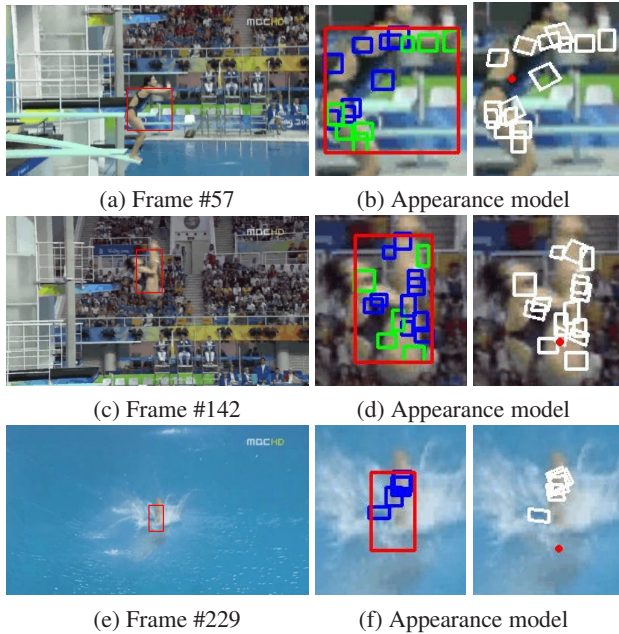 MBCHD
(a) Frame #57
(b) Appearance model
MBCHD
(c) Frame #142
(d) Appearance model
MBCHD
(e) Frame #229
(f) Appearance model